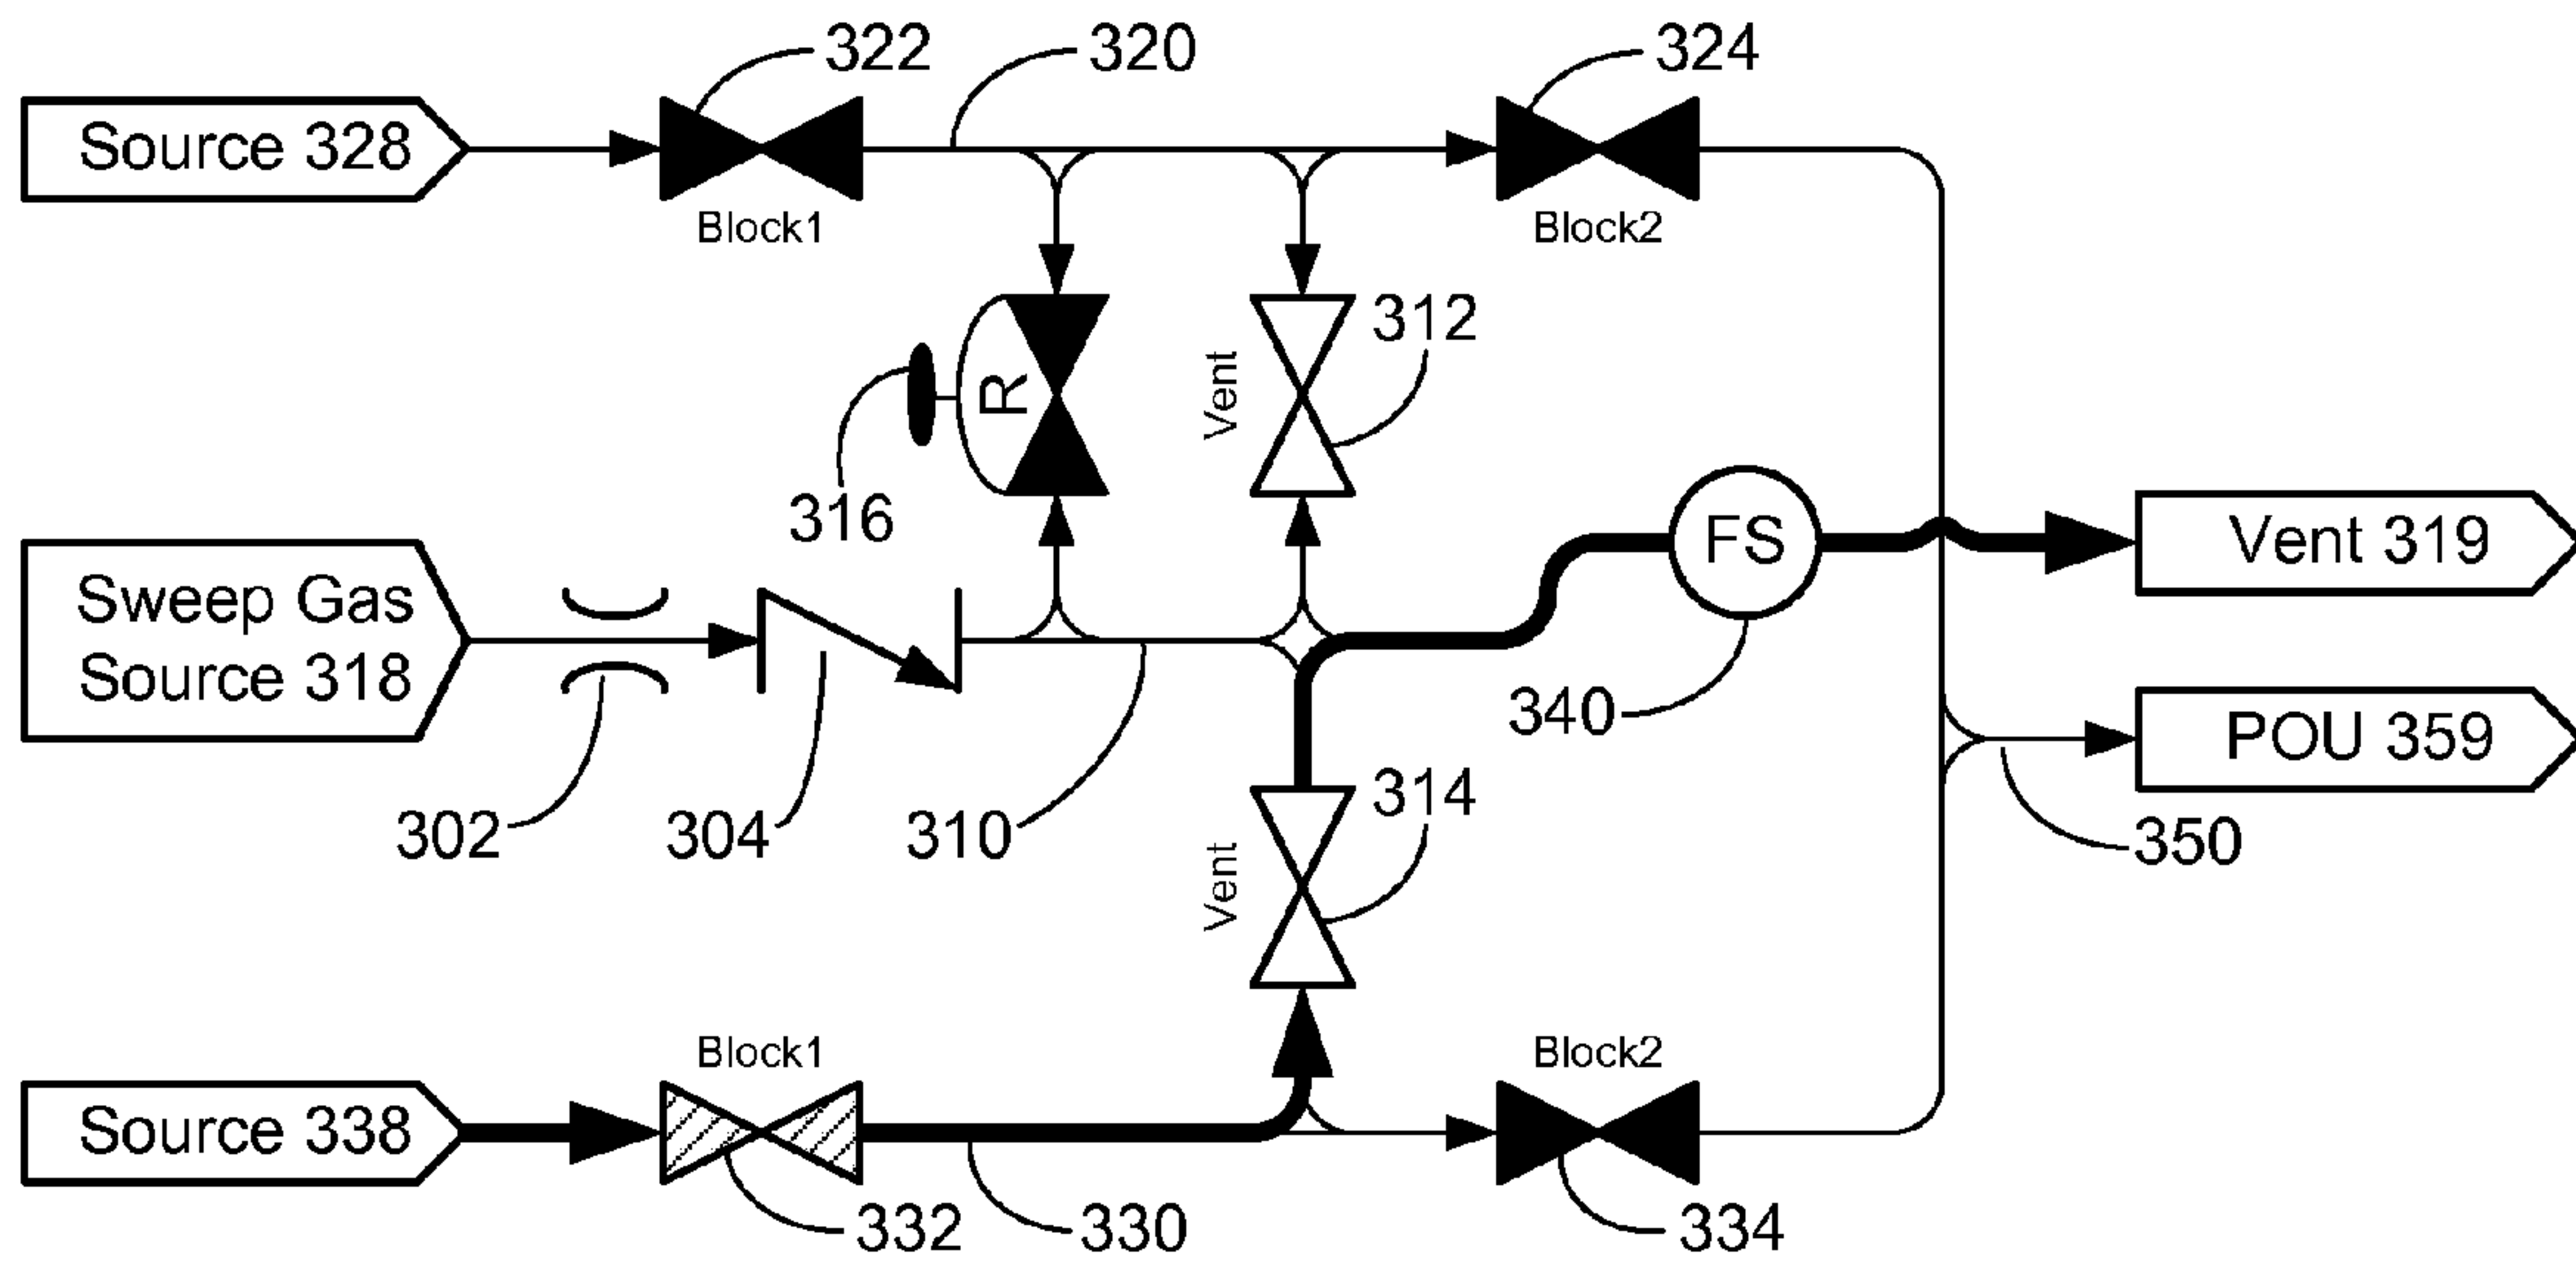 322
320
324
Source 328
Block1
Block2
312
Vent
R
316
FS
Vent 319
Sweep Gas
Source 318
340
POU 359
302
304
310
314
Vent
350
Block1
Block2
Source 338
332
330
334